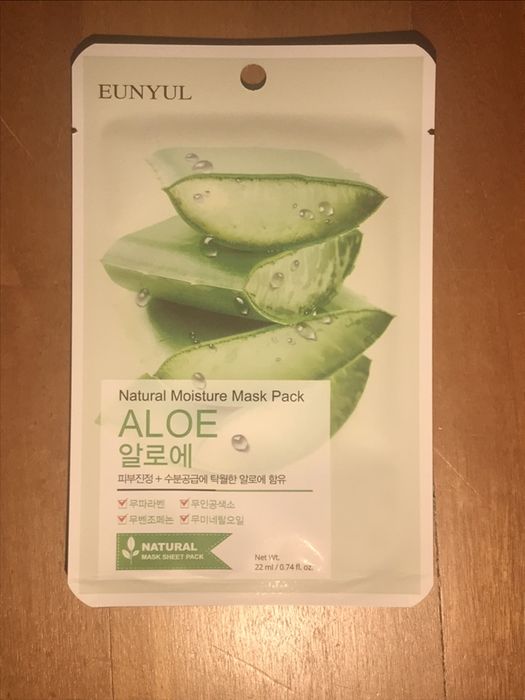 EUNYUL
Natural Moisture Mask Pack
ALOE
알로에
피부진정 + 수분공급에 탁월한 알로에 함유
무파라벤 무인공색소
무벤조페논 무미네랄오일
NATURAL
MASK SHEET PACK
Net Wt.
22 ml / 0.74 fl. oz.